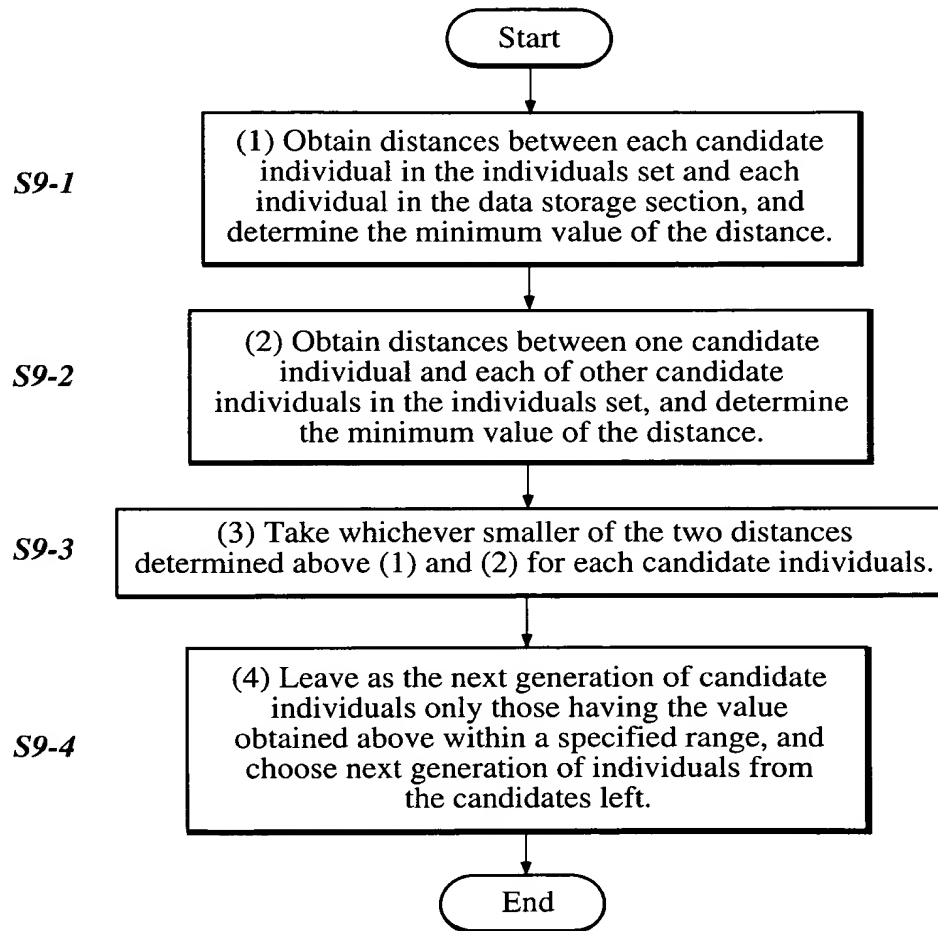 Start
S9-1
(1) Obtain distances between each candidate
individual in the individuals set and each
individual in the data storage section, and
determine the minimum value of the distance.
S9-2
(2) Obtain distances between one candidate
individual and each of other candidate
individuals in the individuals set, and determine
the minimum value of the distance.
S9-3
(3) Take whichever smaller of the two distances
determined above (1) and (2) for each candidate individuals.
S9-4
(4) Leave as the next generation of candidate
individuals only those having the value
obtained above within a specified range, and
choose next generation of individuals from
the candidates left.
End